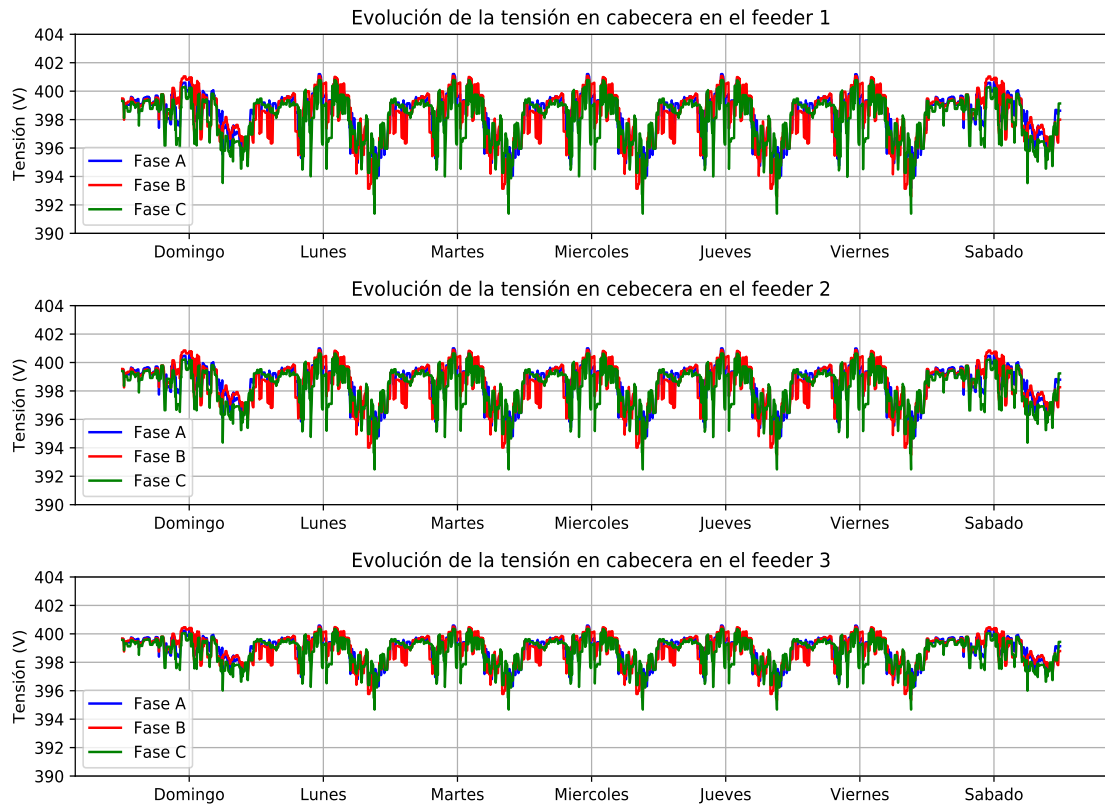 Evolución de la tensión en cabecera en el feeder 1
Tensión (V)
404
402
400
398
396
394
392
390
Fase A
Fase B
Fase C
Domingo Lunes Martes Miercoles Jueves Viernes Sabado
Evolución de la tensión en cebecera en el feeder 2
Tensión (V)
404
402
400
398
396
394
392
390
Fase A
Fase B
Fase C
Domingo Lunes Martes Miercoles Jueves Viernes Sabado
Evolución de la tensión en cabecera en el feeder 3
Tensión (V)
404
402
400
398
396
394
392
390
Fase A
Fase B
Fase C
Domingo Lunes Martes Miercoles Jueves Viernes Sabado